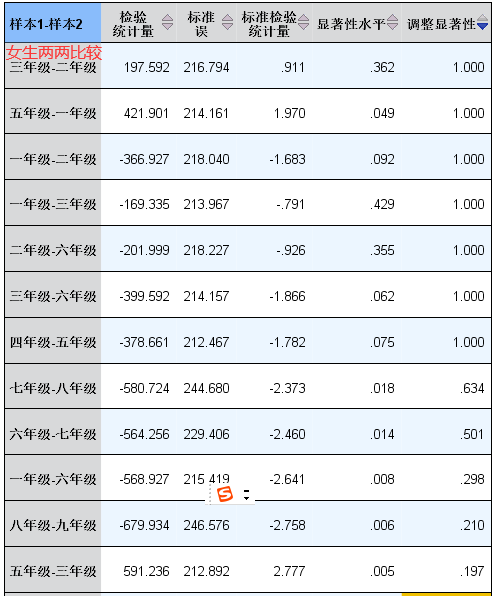 样本1-样本2 检验统计量 标准误 标准检验统计量 显著性水平 调整显著性
女生两两比较
三年级-二年级 197.592 216.794 .911 .362 1.000
五年级-一年级 421.901 214.161 1.970 .049 1.000
一年级-二年级 -366.927 218.040 -1.683 .092 1.000
一年级-三年级 -169.335 213.967 -.791 .429 1.000
二年级-六年级 -201.999 218.227 -.926 .355 1.000
三年级-六年级 -399.592 214.157 -1.866 .062 1.000
四年级-五年级 -378.661 212.467 -1.782 .075 1.000
七年级-八年级 -580.724 244.680 -2.373 .018 .634
六年级-七年级 -564.256 229.406 -2.460 .014 .501
一年级-六年级 -568.927 215.419 -2.641 .008 .298
八年级-九年级 -679.934 246.576 -2.758 .006 .210
五年级-三年级 591.236 212.892 2.777 .005 .197